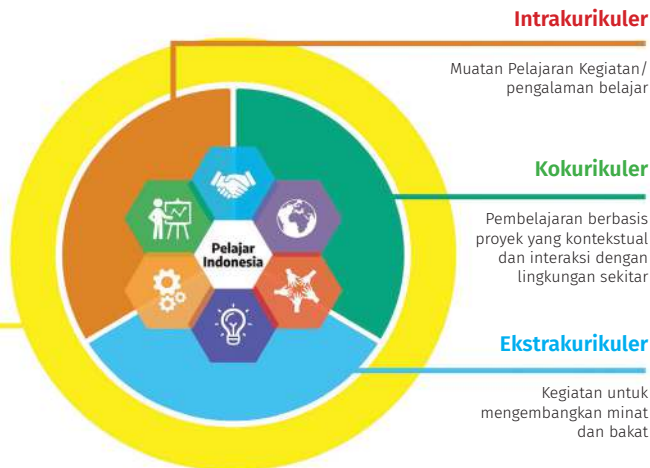 Intrakurikuler
Muatan Pelajaran Kegiatan/
pengalaman belajar
Kokurikuler
Pembelajaran berbasis
proyek yang kontekstual
dan interaksi dengan
lingkungan sekitar
Ekstrakurikuler
Kegiatan untuk
mengembangkan minat
dan bakat
Pelajar
Indonesia